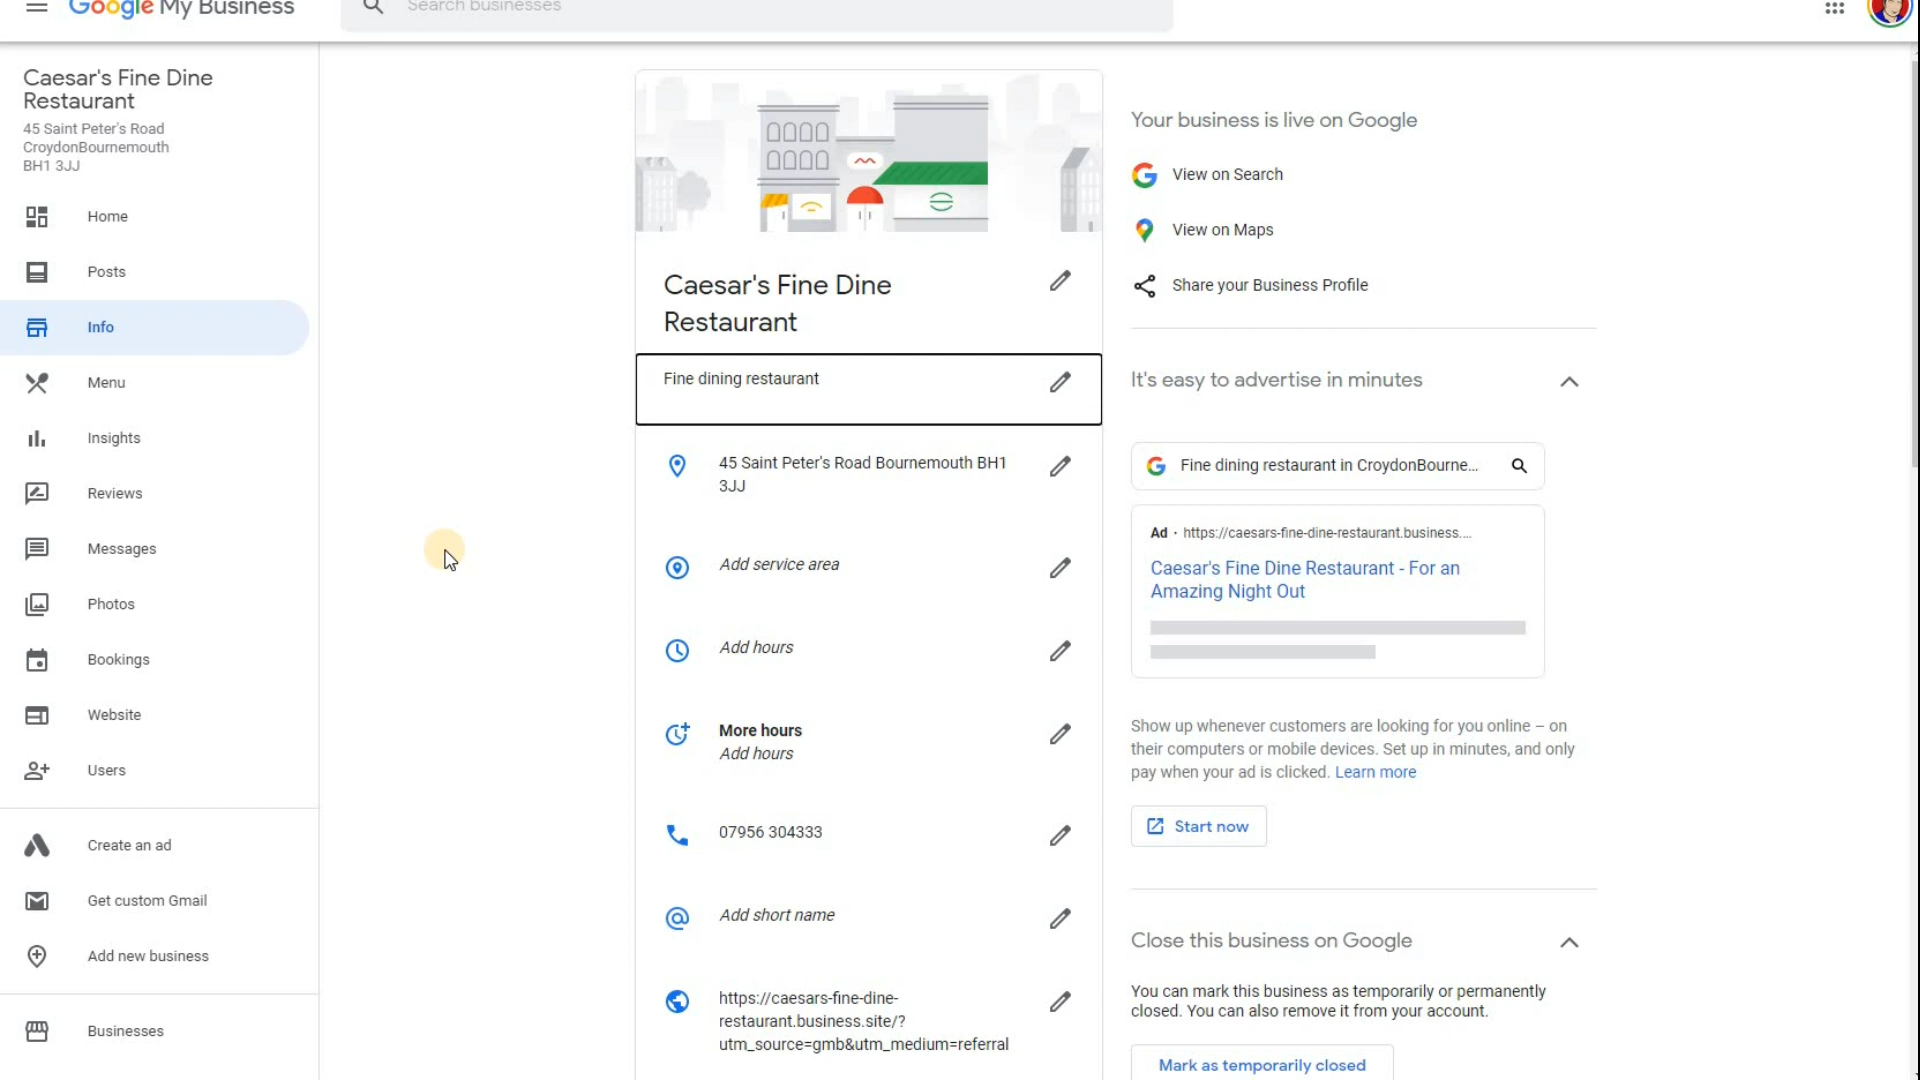 Google My Business
Search businesses
Caesar's Fine Dine
Restaurant
45 Saint Peter's Road
CroydonBournemouth
BH1 3JJ
Home
Posts
Info
Menu
Insights
Reviews
Messages
Photos
Bookings
Website
Users
Create an ad
Get custom Gmail
Add new business
Businesses
Caesar's Fine Dine
Restaurant
Fine dining restaurant
45 Saint Peter's Road Bournemouth BH1
3JJ
Add service area
Add hours
More hours
Add hours
07956 304333
Add short name
https://caesars-fine-dine-
restaurant.business.site/?
utm_source=gmb&utm_medium=referral
Your business is live on Google
View on Search
View on Maps
Share your Business Profile
It's easy to advertise in minutes
Fine dining restaurant in CroydonBourne...
Ad · https://caesars-fine-dine-restaurant.business....
Caesar's Fine Dine Restaurant - For an
Amazing Night Out
Show up whenever customers are looking for you online – on
their computers or mobile devices. Set up in minutes, and only
pay when your ad is clicked. Learn more
Start now
Close this business on Google
You can mark this business as temporarily or permanently
closed. You can also remove it from your account.
Mark as temporarily closed